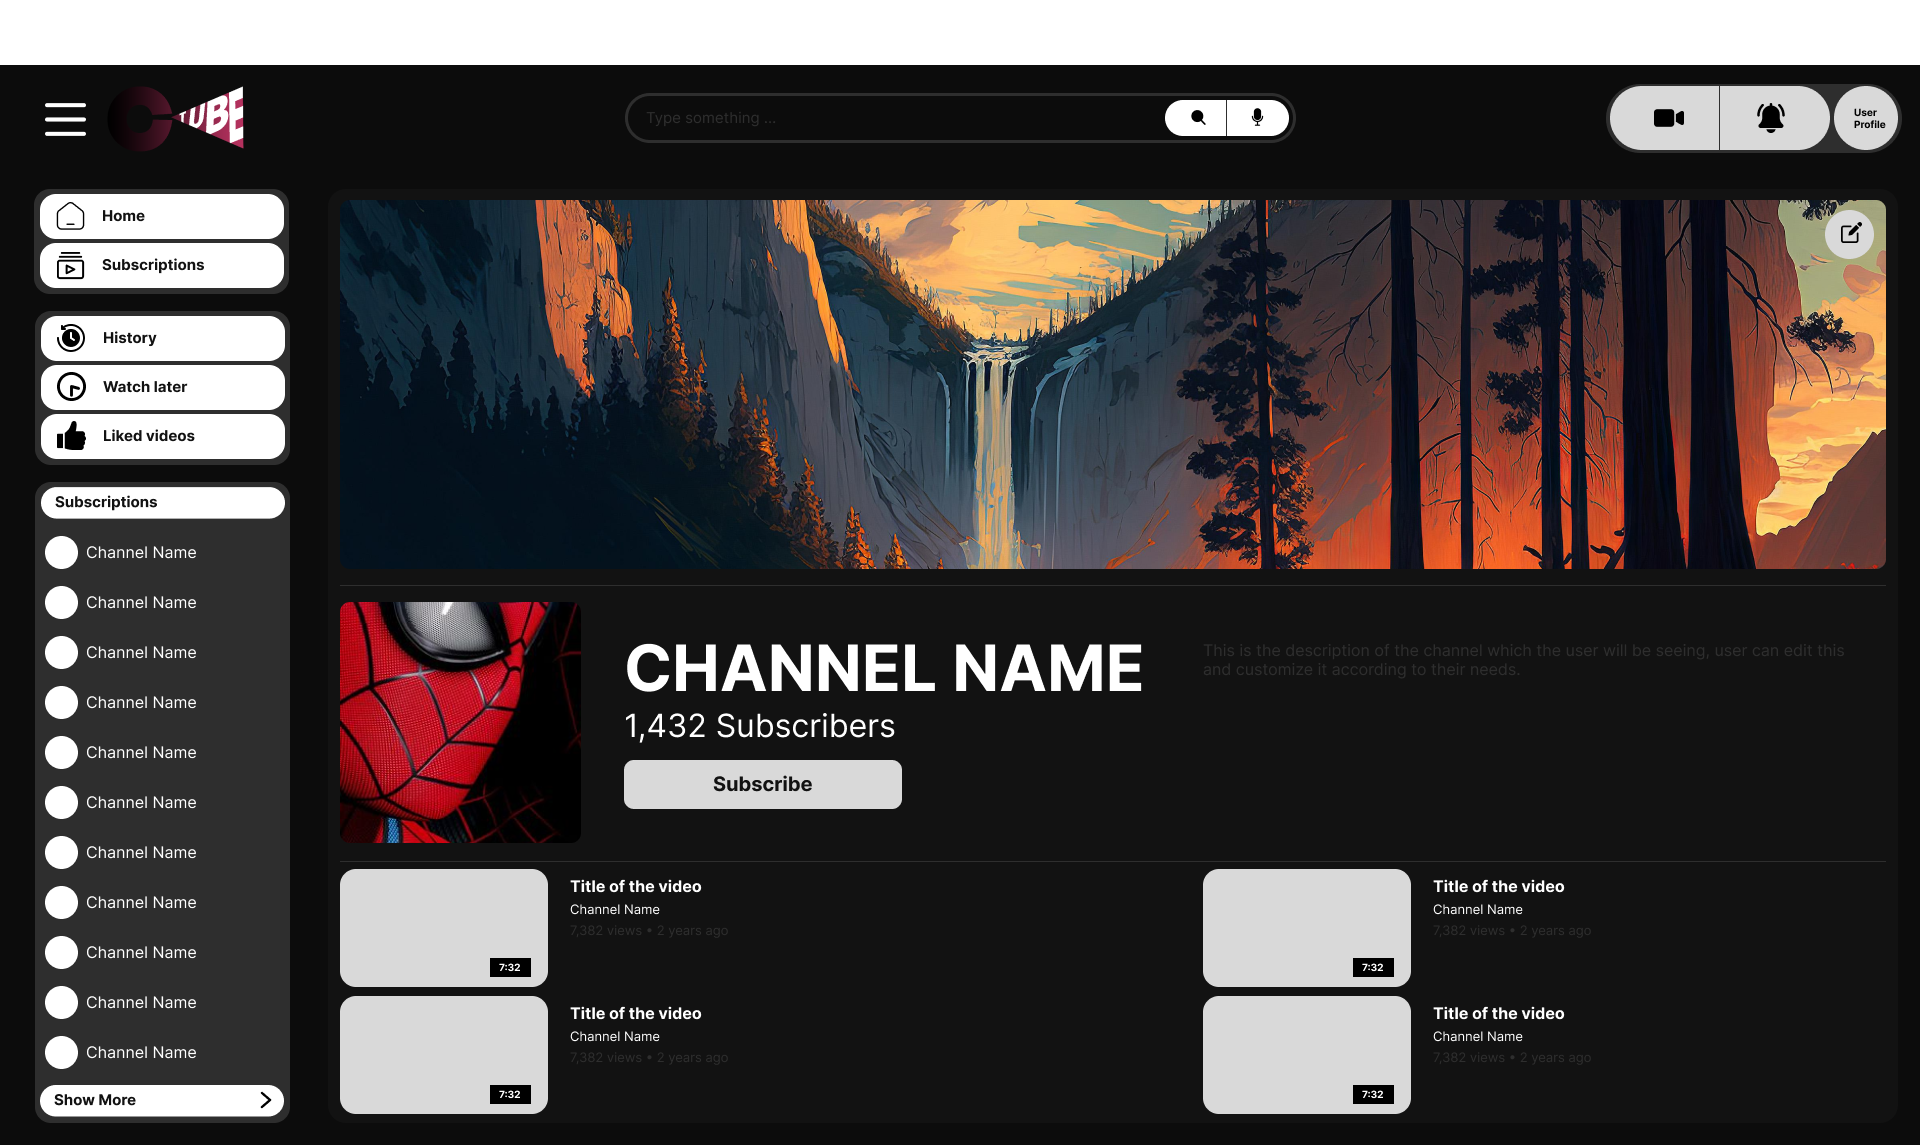 TUBE
Type something ...
User
Profile
Home
Subscriptions
History
Watch later
Liked videos
Subscriptions
Channel Name
Channel Name
Channel Name
Channel Name
Channel Name
Channel Name
Channel Name
Channel Name
Channel Name
Channel Name
Channel Name
Show More
CHANNEL NAME
1,432 Subscribers
Subscribe
This is the description of the channel which the user will be seeing, user can edit this
and customize it according to their needs.
7:32
Title of the video
Channel Name
7,382 views • 2 years ago
7:32
Title of the video
Channel Name
7,382 views • 2 years ago
7:32
Title of the video
Channel Name
7,382 views • 2 years ago
7:32
Title of the video
Channel Name
7,382 views • 2 years ago